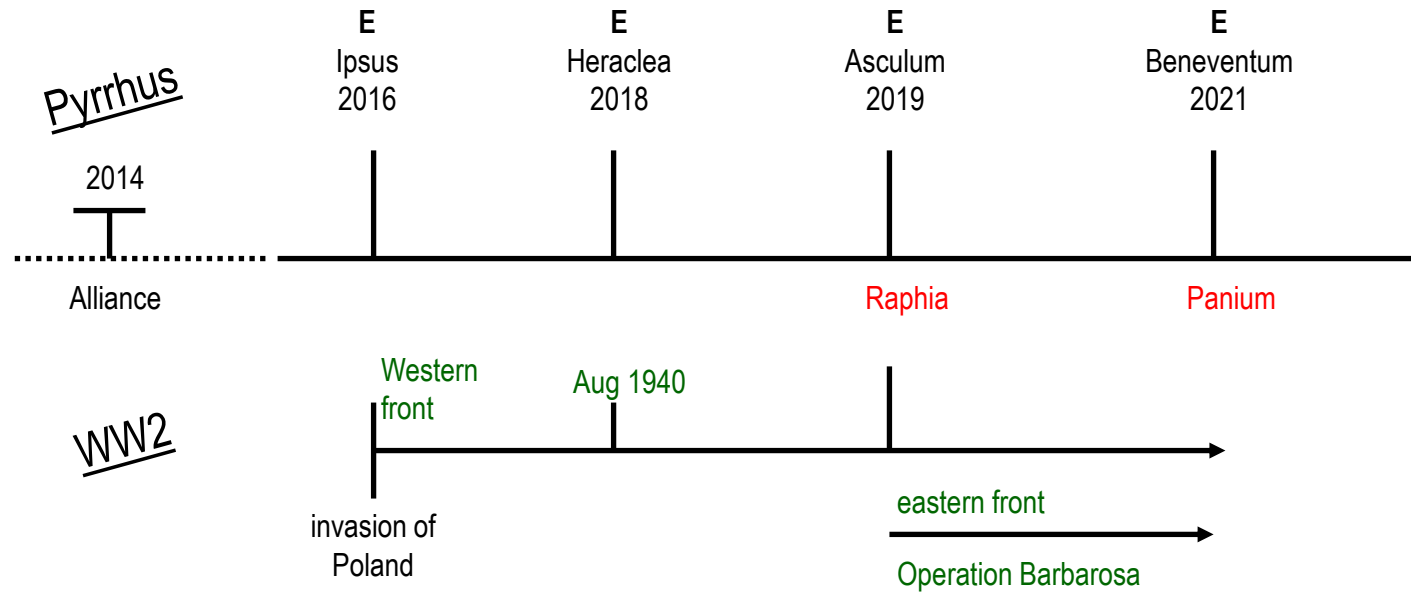 E
Ipsus
2016
E
Heraclea
2018
E
Asculum
2019
E
Beneventum
2021
Pyrrhus
2014
Alliance
Raphia
Panium
WW2
Western
front
Aug 1940
invasion of
Poland
eastern front
Operation Barbarosa